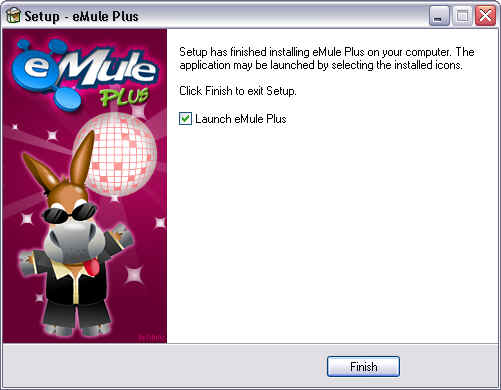 Setup - eMule Plus
eMule
PLUS
Setup has finished installing eMule Plus on your computer. The
application may be launched by selecting the installed icons.
Click Finish to exit Setup.
Launch eMule Plus
Finish